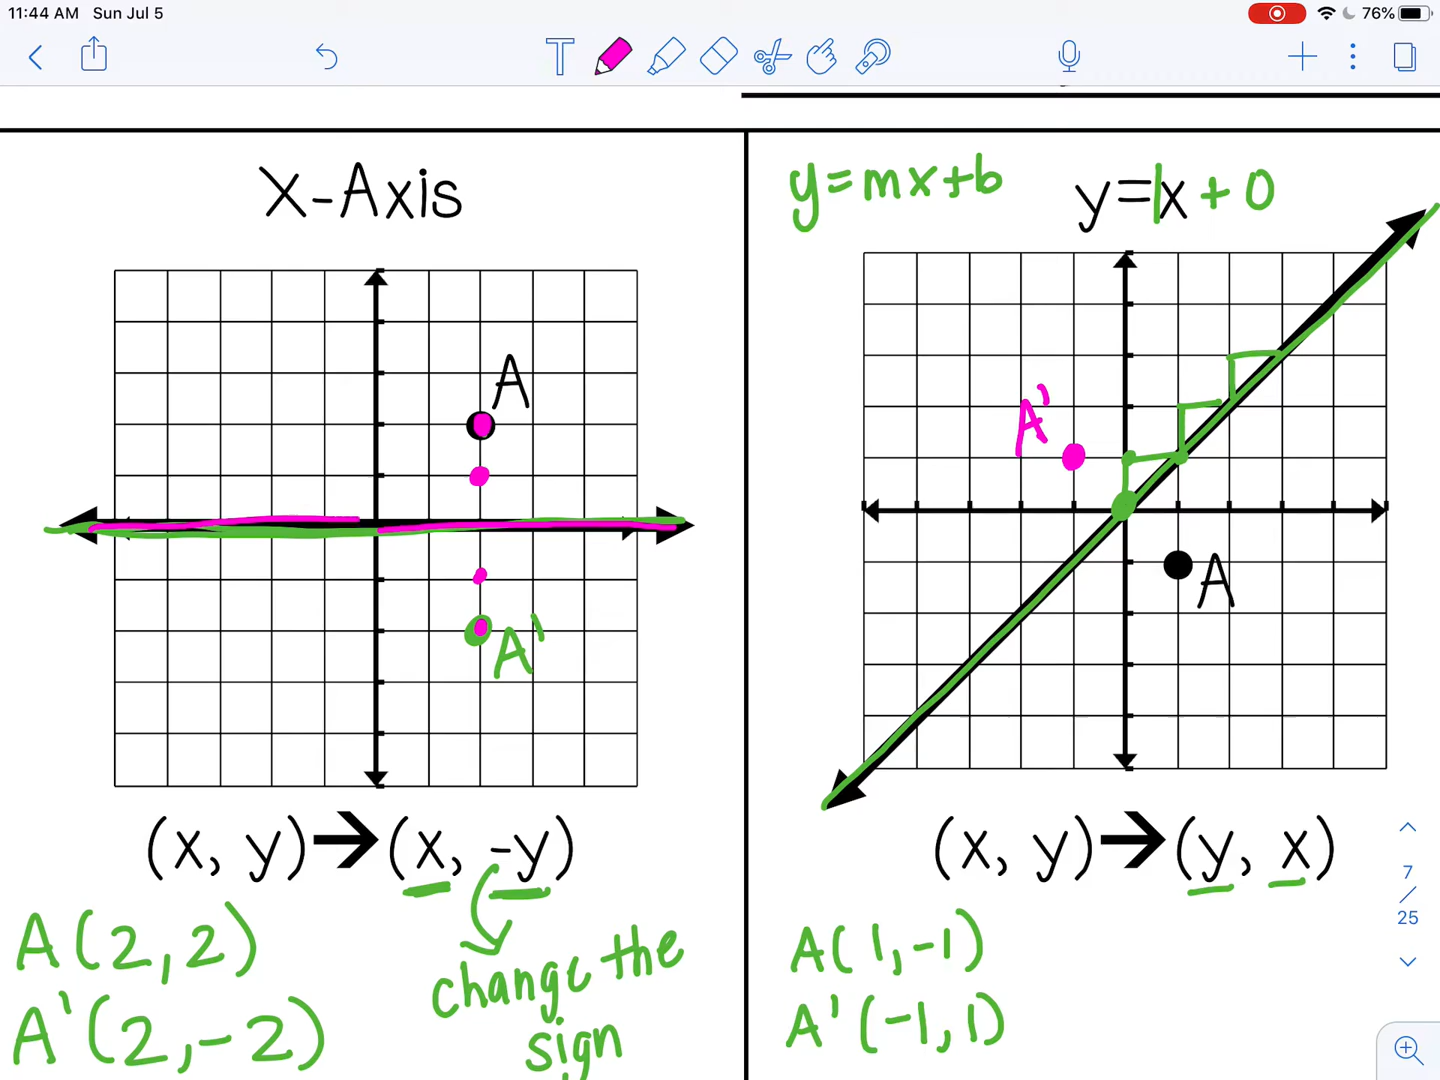 11:44 AM Sun Jul 5
76%
X-Axis
A
A'
(x, y)→(x, -y)
A(2,2)
A'(2,-2)
change the
sign
y=mx+b
y=1x + 0
A'
A
(x, y)→(y, x)
A(1,-1)
A'(-1,1)
7
/
25